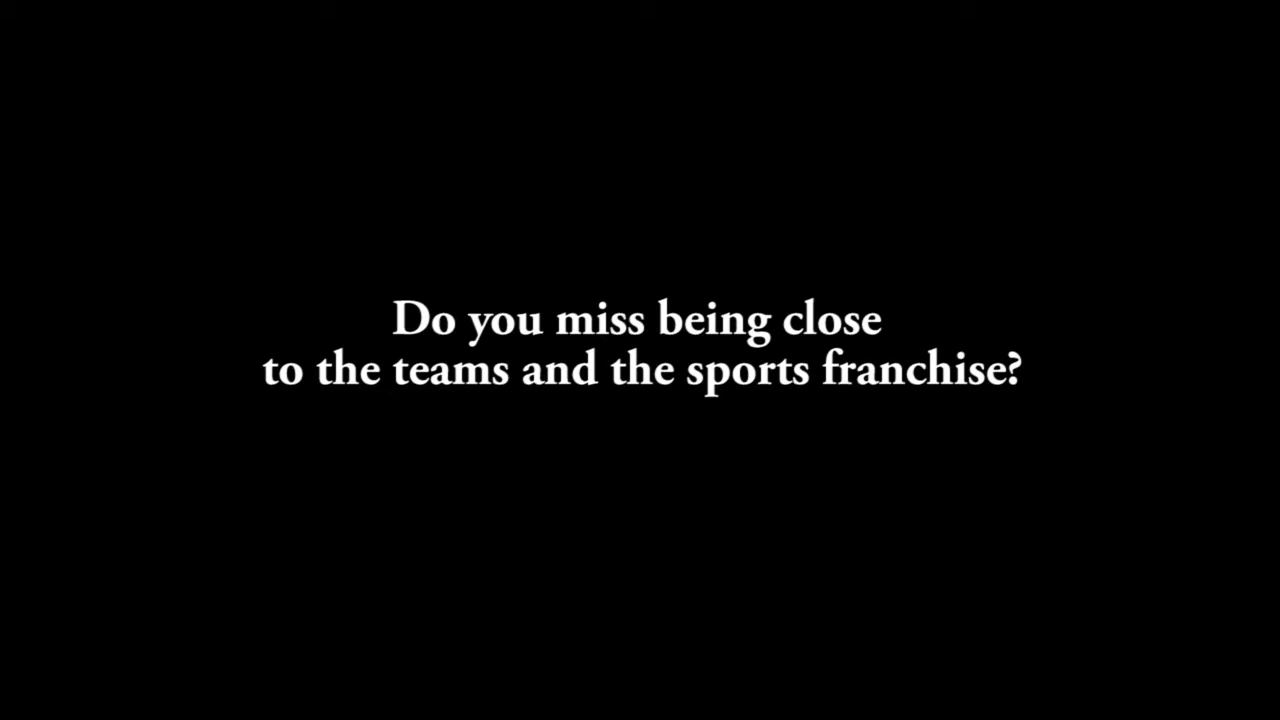 Do you miss being close
to the teams and the sports franchise?